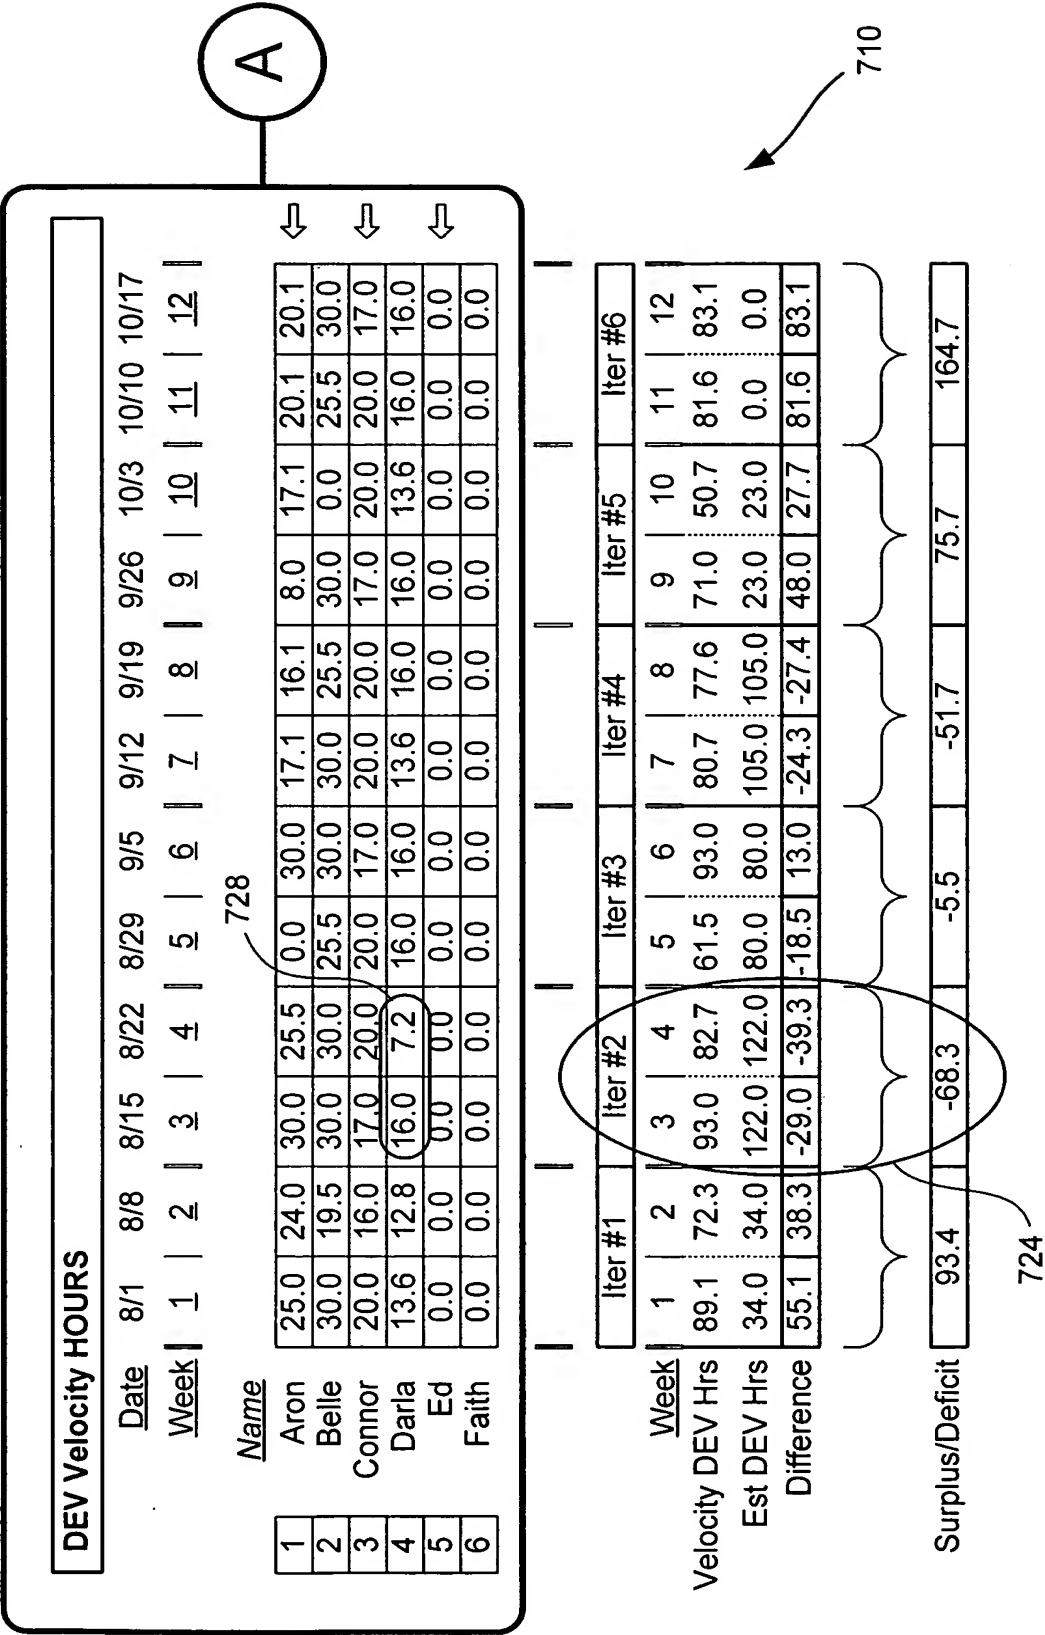 DEV Velocity HOURS
Date 8/1 8/8 8/15 8/22 8/29 9/5 9/12 9/19 9/26 10/3 10/10 10/17
Week 1 2 3 4 5 6 7 8 9 10 11 12
728
Name
1 Aron 25.0 24.0 30.0 25.5 0.0 30.0 17.1 16.1 8.0 17.1 20.1 20.1
2 Belle 30.0 19.5 30.0 30.0 25.5 30.0 30.0 25.5 30.0 0.0 25.5 30.0
3 Connor 20.0 16.0 17.0 20.0 20.0 17.0 20.0 20.0 17.0 20.0 20.0 17.0
4 Darla 13.6 12.8 16.0 7.2 16.0 16.0 13.6 16.0 16.0 13.6 16.0 16.0
5 Ed 0.0 0.0 0.0 0.0 0.0 0.0 0.0 0.0 0.0 0.0 0.0 0.0
6 Faith 0.0 0.0 0.0 0.0 0.0 0.0 0.0 0.0 0.0 0.0 0.0 0.0
A
Iter #1 Iter #2 Iter #3 Iter #4 Iter #5 Iter #6
Week 1 2 3 4 5 6 7 8 9 10 11 12
Velocity DEV Hrs 89.1 72.3 93.0 82.7 61.5 93.0 80.7 77.6 71.0 50.7 81.6 83.1
Est DEV Hrs 34.0 34.0 122.0 122.0 80.0 80.0 105.0 105.0 23.0 23.0 0.0 0.0
Difference 55.1 38.3 -29.0 -39.3 -18.5 13.0 -24.3 -27.4 48.0 27.7 81.6 83.1
Surplus/Deficit 93.4 -68.3 -5.5 -51.7 75.7 164.7
724
710